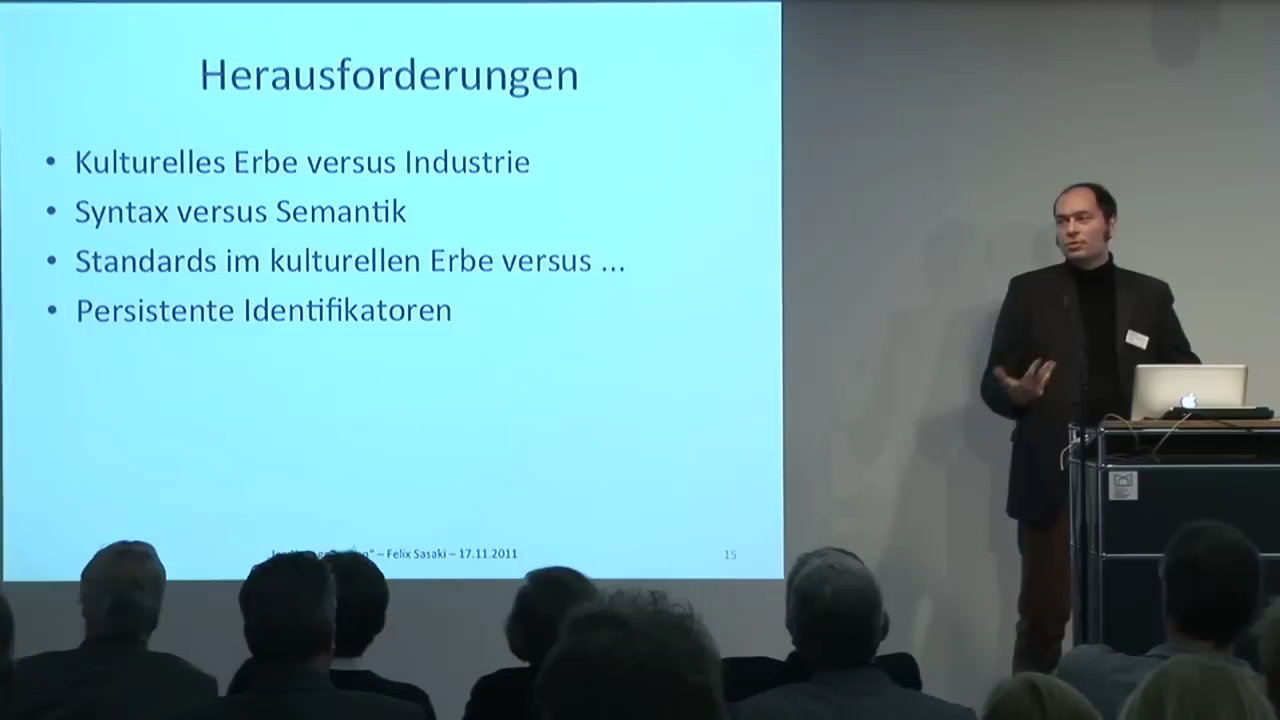 Herausforderungen
• Kulturelles Erbe versus Industrie
• Syntax versus Semantik
• Standards im kulturellen Erbe versus ...
• Persistente Identifikatoren
– Felix Sasaki – 17.11.2011
15